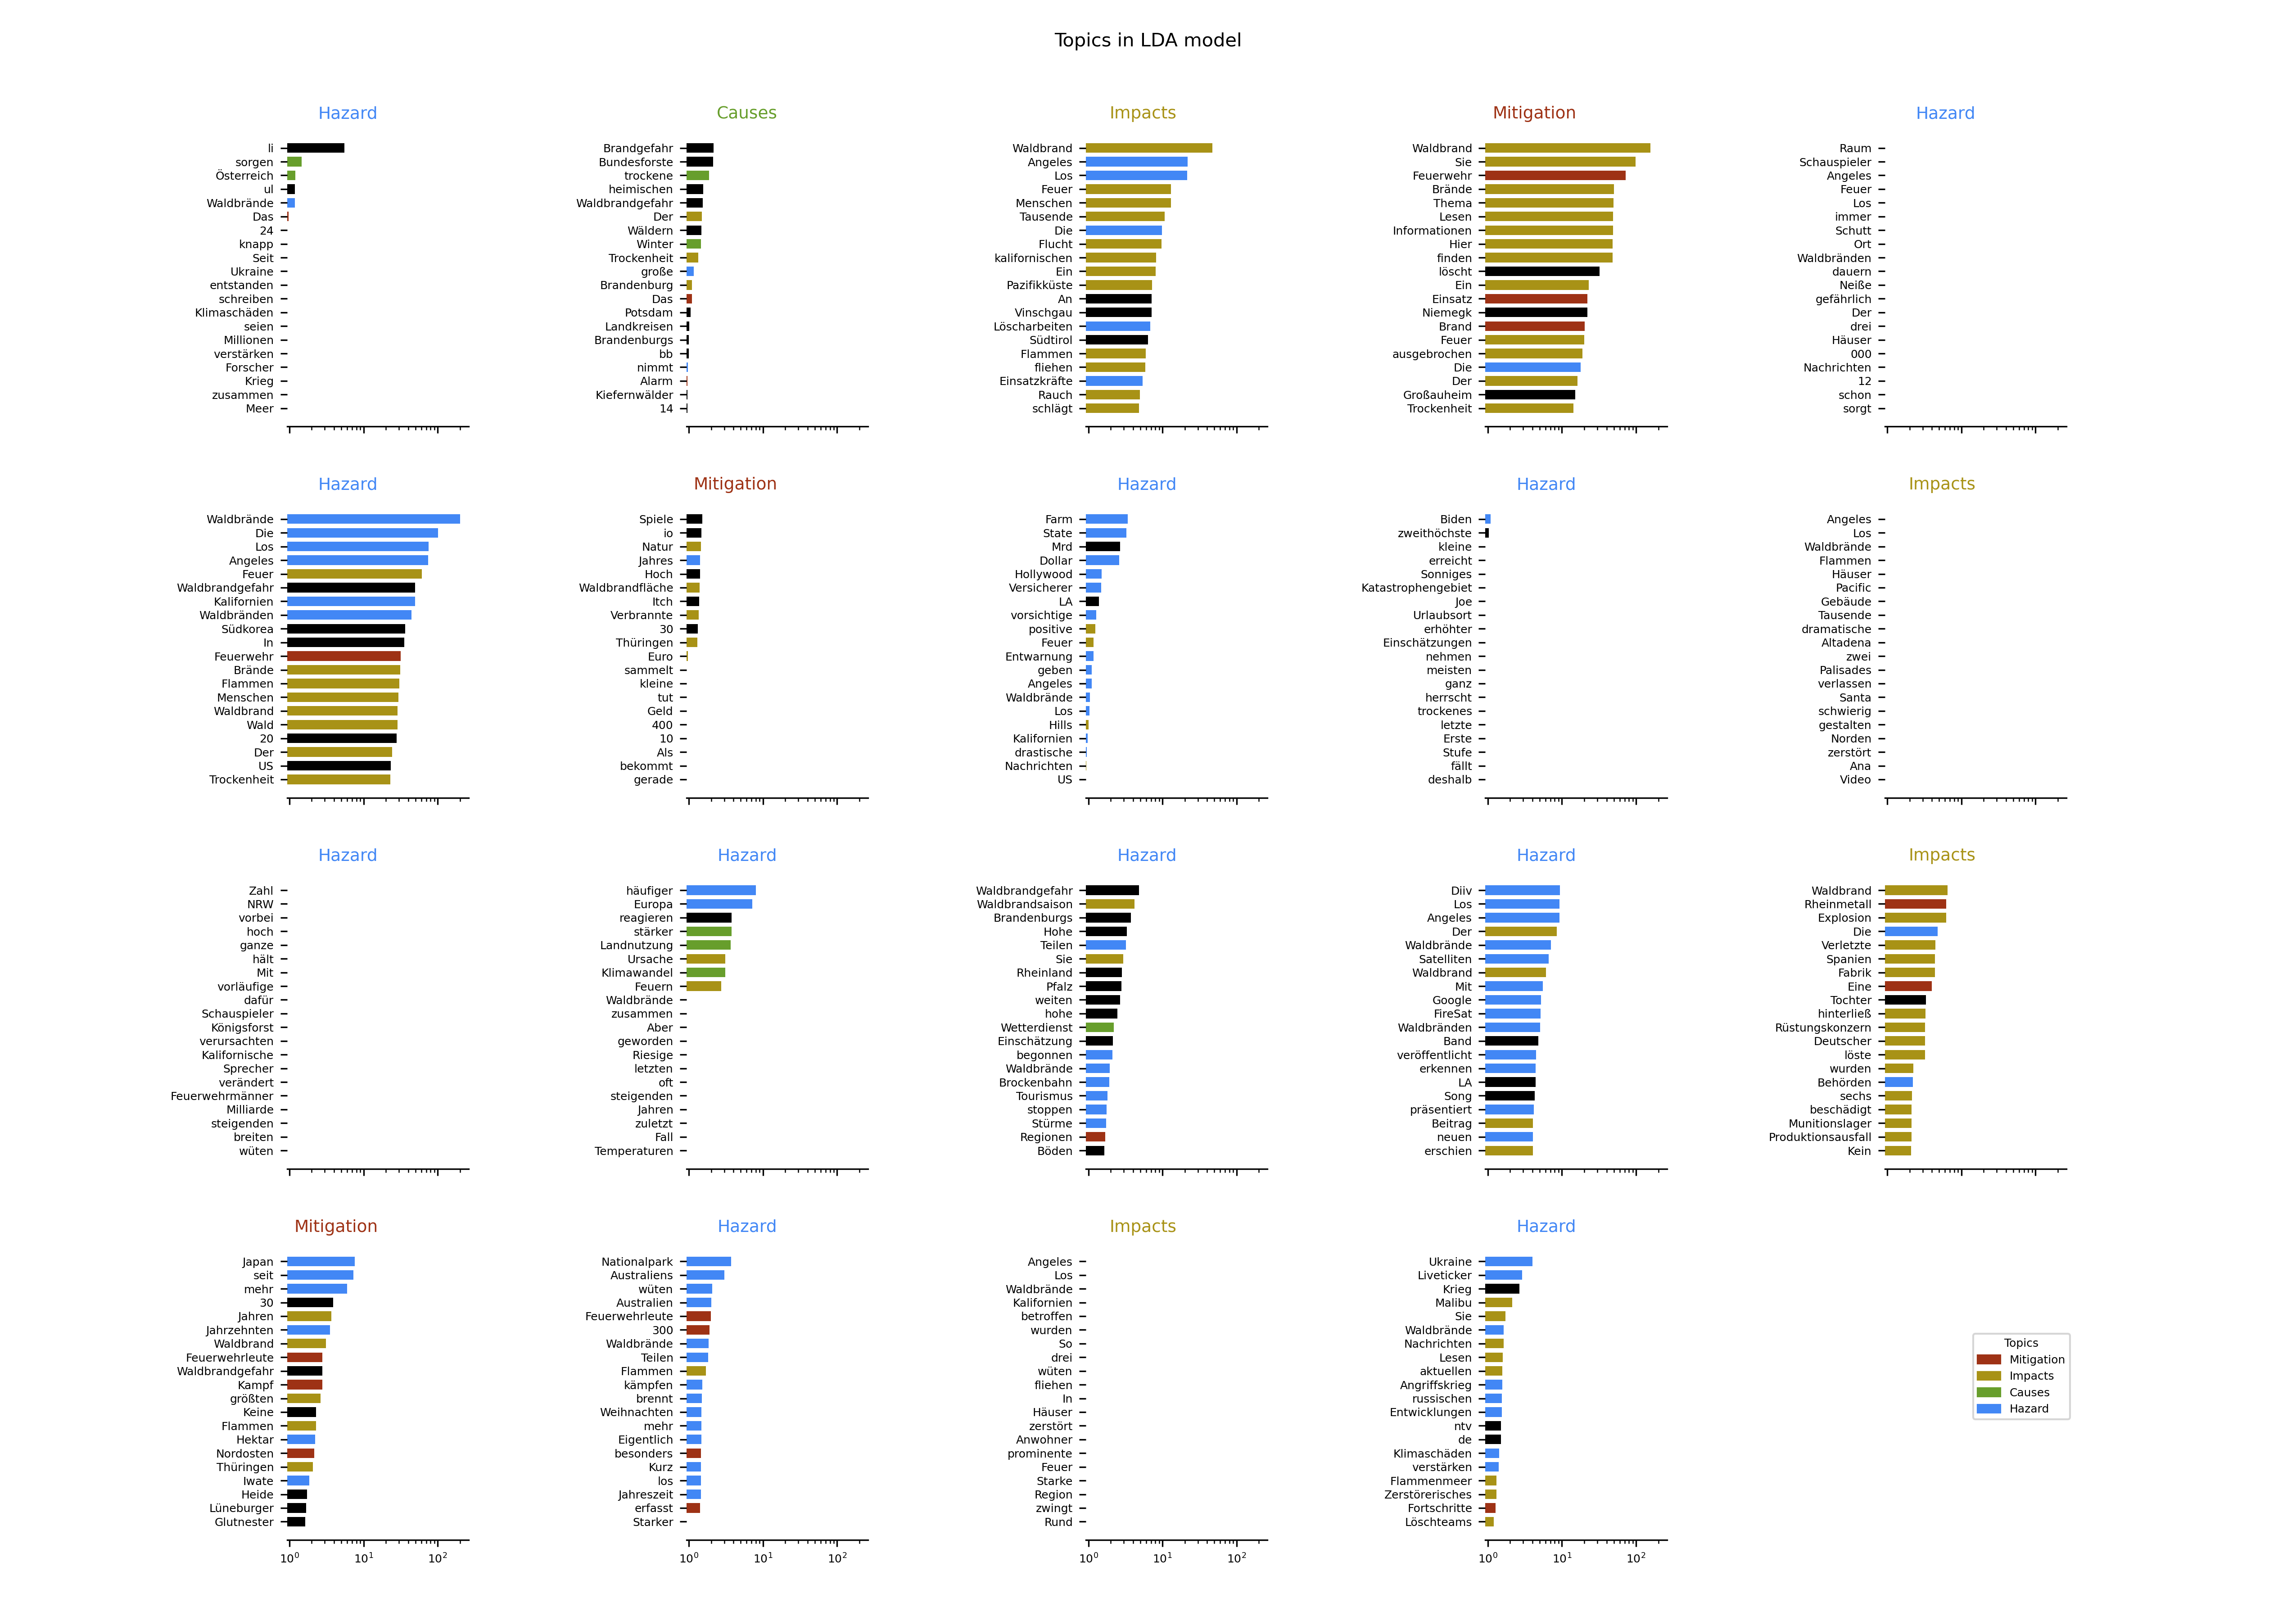 Topics in LDA model
Hazard
li
sorgen
Österreich
ul
Waldbrände
Das
24
knapp
Seit
Ukraine
entstanden
schreiben
Klimaschäden
seien
Millionen
verstärken
Forscher
Krieg
zusammen
Meer
Causes
Brandgefahr
Bundesforste
trockene
heimischen
Waldbrandgefahr
Der
Wäldern
Winter
Trockenheit
große
Brandenburg
Das
Potsdam
Landkreisen
Brandenburgs
bb
nimmt
Alarm
Kiefernwälder
14
Impacts
Waldbrand
Angeles
Los
Feuer
Menschen
Tausende
Die
Flucht
kalifornischen
Ein
Pazifikküste
An
Vinschgau
Löscharbeiten
Südtirol
Flammen
fliehen
Einsatzkräfte
Rauch
schlägt
Mitigation
Waldbrand
Sie
Feuerwehr
Brände
Thema
Lesen
Informationen
Hier
finden
löscht
Ein
Einsatz
Niemegk
Brand
Feuer
ausgebrochen
Die
Der
Großauheim
Trockenheit
Hazard
Raum
Schauspieler
Angeles
Feuer
Los
immer
Schutt
Ort
Waldbränden
dauern
Neiße
gefährlich
Der
drei
Häuser
000
Nachrichten
12
schon
sorgt
Hazard
Waldbrände
Die
Los
Angeles
Feuer
Waldbrandgefahr
Kalifornien
Waldbränden
Südkorea
In
Feuerwehr
Brände
Flammen
Menschen
Waldbrand
Wald
20
Der
US
Trockenheit
Mitigation
Spiele
io
Natur
Jahres
Hoch
Waldbrandfläche
Itch
Verbrannte
30
Thüringen
Euro
sammelt
kleine
tut
Geld
400
10
Als
bekommt
gerade
Hazard
Farm
State
Mrd
Dollar
Hollywood
Versicherer
LA
vorsichtige
positive
Feuer
Entwarnung
geben
Angeles
Waldbrände
Los
Hills
Kalifornien
drastische
Nachrichten
US
Hazard
Biden
zweithöchste
kleine
erreicht
Sonniges
Katastrophengebiet
Joe
Urlaubsort
erhöhter
Einschätzungen
nehmen
meisten
ganz
herrscht
trockenes
letzte
Erste
Stufe
fällt
deshalb
Impacts
Angeles
Los
Waldbrände
Flammen
Häuser
Pacific
Gebäude
Tausende
dramatische
Altadena
zwei
Palisades
verlassen
Santa
schwierig
gestalten
Norden
zerstört
Ana
Video
Hazard
Zahl
NRW
vorbei
hoch
ganze
hält
Mit
vorläufige
dafür
Schauspieler
Königsforst
verursachten
Kalifornische
Sprecher
verändert
Feuerwehrmänner
Milliarde
steigenden
breiten
wüten
Hazard
häufiger
Europa
reagieren
stärker
Landnutzung
Ursache
Klimawandel
Feuern
Waldbrände
zusammen
Aber
geworden
Riesige
letzten
oft
steigenden
Jahren
zuletzt
Fall
Temperaturen
Hazard
Waldbrandgefahr
Waldbrandsaison
Brandenburgs
Hohe
Teilen
Sie
Rheinland
Pfalz
weiten
hohe
Wetterdienst
Einschätzung
begonnen
Waldbrände
Brockenbahn
Tourismus
stoppen
Stürme
Regionen
Böden
Hazard
Diiv
Los
Angeles
Der
Waldbrände
Satelliten
Waldbrand
Mit
Google
FireSat
Waldbränden
Band
veröffentlicht
erkennen
LA
Song
präsentiert
Beitrag
neuen
erschien
Impacts
Waldbrand
Rheinmetall
Explosion
Die
Verletzte
Spanien
Fabrik
Eine
Tochter
hinterließ
Rüstungskonzern
Deutscher
löste
wurden
Behörden
sechs
beschädigt
Munitionslager
Produktionsausfall
Kein
Mitigation
Japan
seit
mehr
30
Jahren
Jahrzehnten
Waldbrand
Feuerwehrleute
Waldbrandgefahr
Kampf
größten
Keine
Flammen
Hektar
Nordosten
Thüringen
Iwate
Heide
Lüneburger
Glutnester
10⁰ 10¹ 10²
Hazard
Nationalpark
Australiens
wüten
Australien
Feuerwehrleute
300
Waldbrände
Teilen
Flammen
kämpfen
brennt
Weihnachten
mehr
Eigentlich
besonders
Kurz
los
Jahreszeit
erfasst
Starker
10⁰ 10¹ 10²
Impacts
Angeles
Los
Waldbrände
Kalifornien
betroffen
wurden
So
drei
wüten
fliehen
In
Häuser
zerstört
Anwohner
prominente
Feuer
Starke
Region
zwingt
Rund
10⁰ 10¹ 10²
Hazard
Ukraine
Liveticker
Krieg
Malibu
Sie
Waldbrände
Nachrichten
Lesen
aktuellen
Angriffskrieg
russischen
Entwicklungen
ntv
de
Klimaschäden
verstärken
Flammenmeer
Zerstörerisches
Fortschritte
Löschteams
10⁰ 10¹ 10²
Topics
Mitigation
Impacts
Causes
Hazard